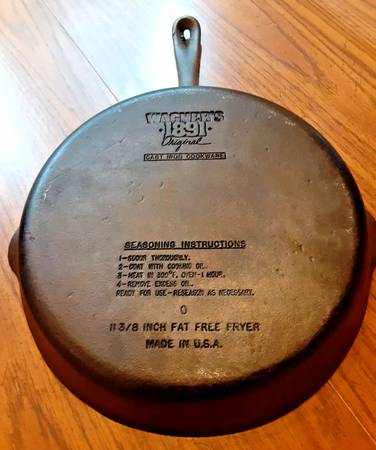 WAGNER'S
·1891·
Original
CAST IRON COOKWARE
SEASONING INSTRUCTIONS
1-SCOUR THOROUGHLY.
2-COAT WITH COOKING OIL.
3-HEAT IN 300°F. OVEN-1 HOUR.
4-REMOVE EXCESS OIL.
READY FOR USE-RESEASON AS NECESSARY.
O
11 3/8 INCH FAT FREE FRYER
MADE IN U.S.A.